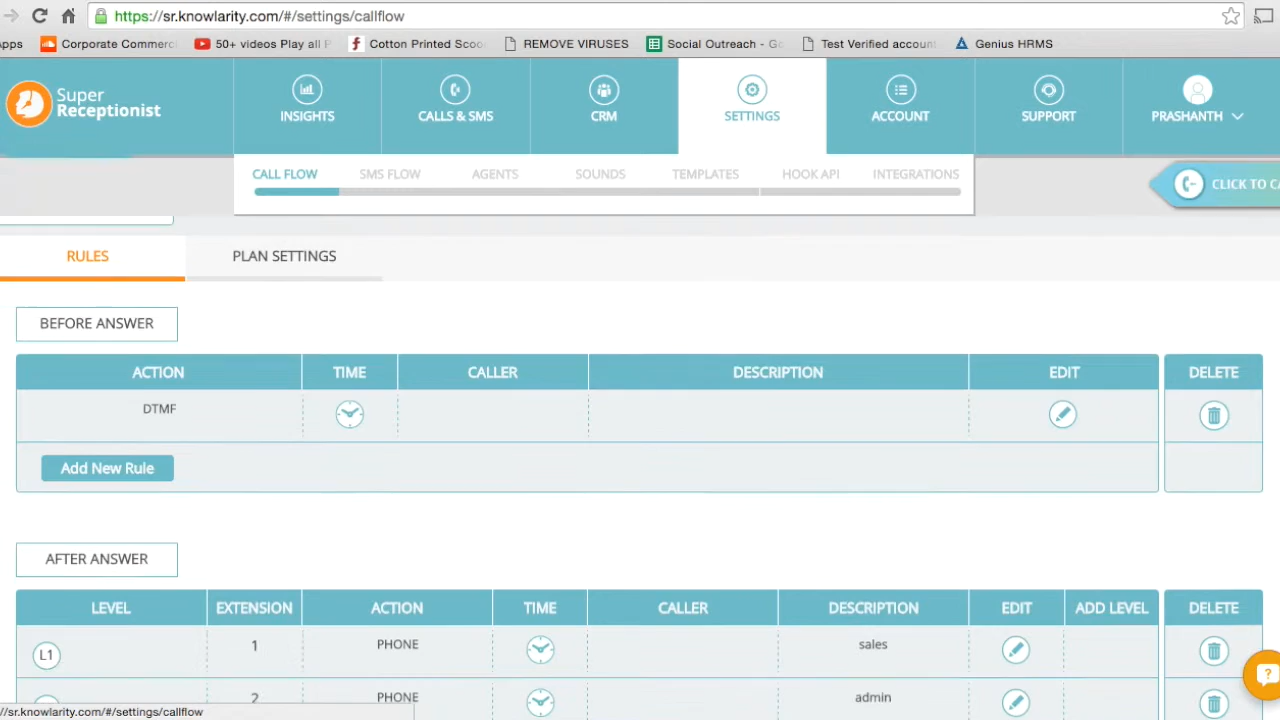 https://sr.knowlarity.com/#/settings/callflow
Apps Corporate Commerc 50+ videos Play all P Cotton Printed Scoo REMOVE VIRUSES Social Outreach - Go Test Verified account Genius HRMS
Super
Receptionist
INSIGHTS CALLS & SMS CRM SETTINGS ACCOUNT SUPPORT PRASHANTH
CALL FLOW SMS FLOW AGENTS SOUNDS TEMPLATES HOOK API INTEGRATIONS
CLICK TO CA
RULES PLAN SETTINGS
BEFORE ANSWER
ACTION TIME CALLER DESCRIPTION EDIT DELETE
DTMF
Add New Rule
AFTER ANSWER
LEVEL EXTENSION ACTION TIME CALLER DESCRIPTION EDIT ADD LEVEL DELETE
L1 1 PHONE sales
2 PHONE admin
//sr.knowlarity.com/#/settings/callflow